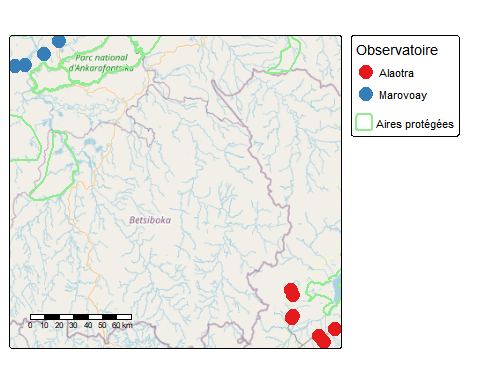 Observatoire
Alaotra
Marovoay
Aires protégées
Parc national
d'Ankarafantsika
Betsiboka
0 10 20 30 40 50 60 km